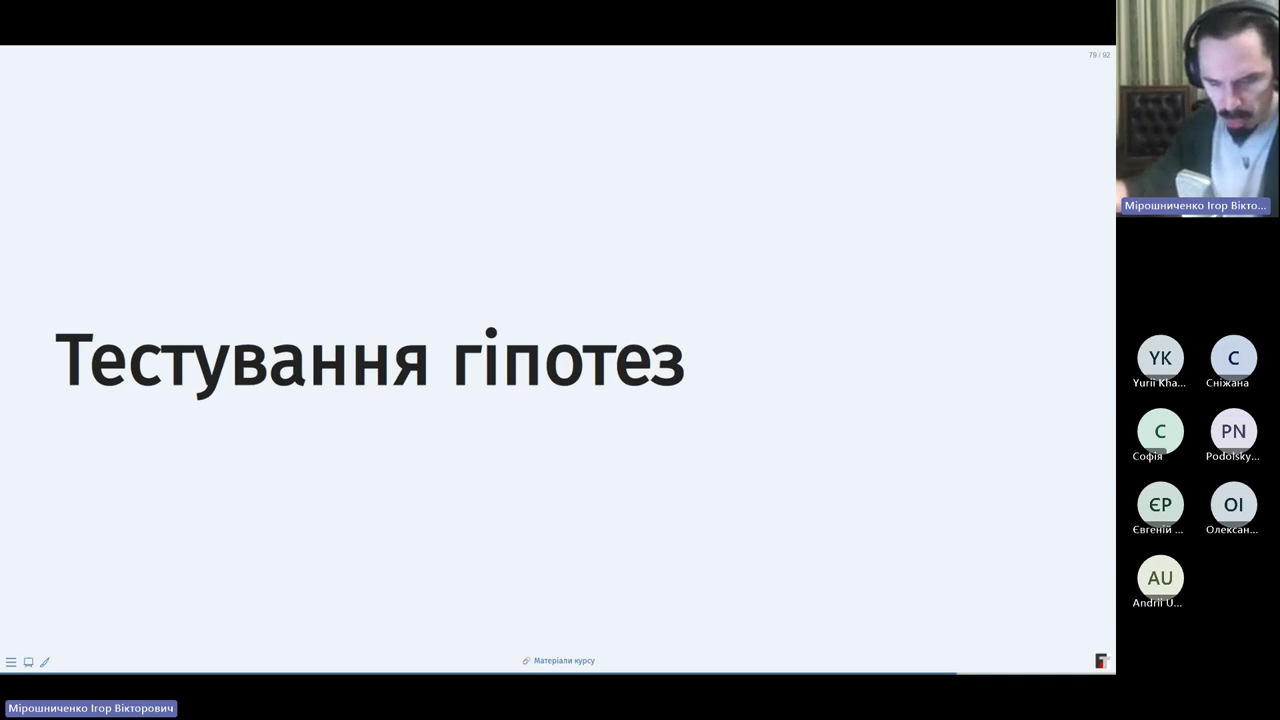 79 / 92
Тестування гіпотез
Матеріали курсу
Мірошниченко Ігор Вікторович
Мірошниченко Ігор Вікто...
YK
Yurii Kha...
С
Сніжана
С
Софія
PN
Podolsky...
ЄР
Євгеній ...
ОІ
Олексан...
AU
Andrii U...